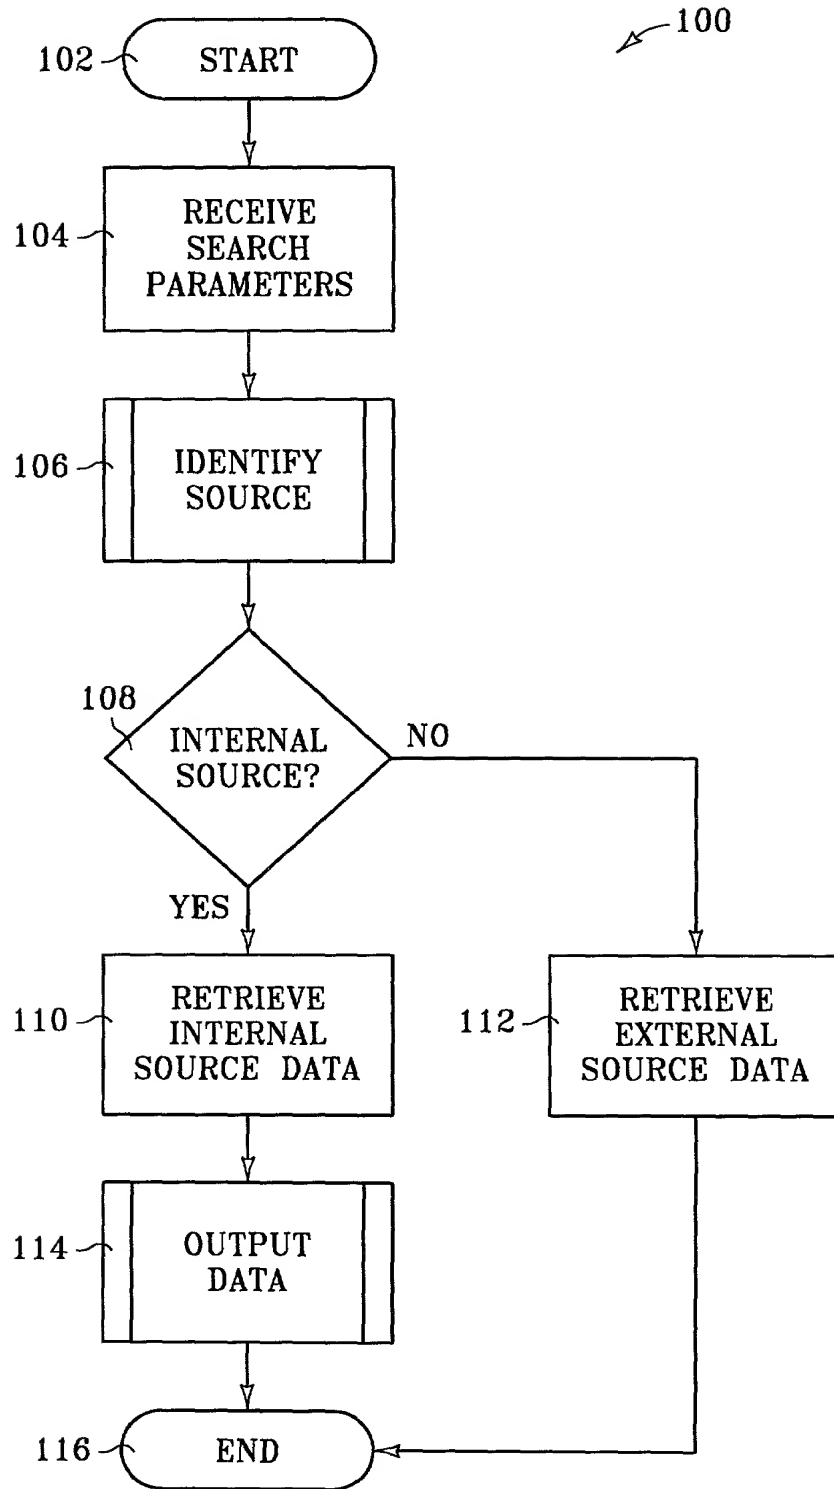 100
102
START
104
RECEIVE
SEARCH
PARAMETERS
106
IDENTIFY
SOURCE
108
INTERNAL
SOURCE?
NO
YES
110
RETRIEVE
INTERNAL
SOURCE DATA
112
RETRIEVE
EXTERNAL
SOURCE DATA
114
OUTPUT
DATA
116
END